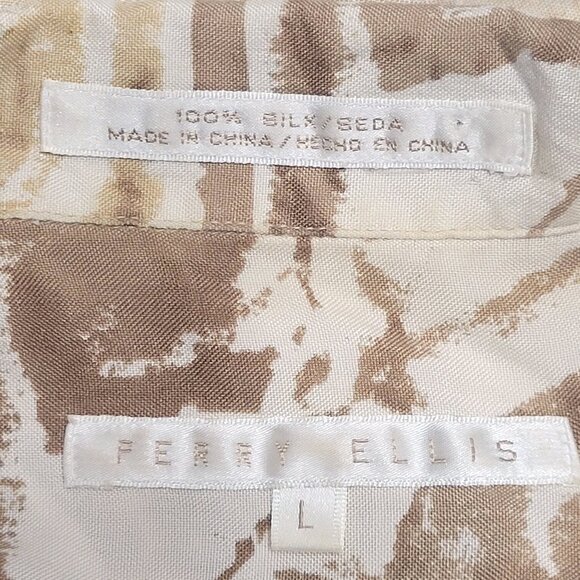 100% SILK/SEDA
MADE IN CHINA / HECHO EN CHINA
PERRY ELLIS
L